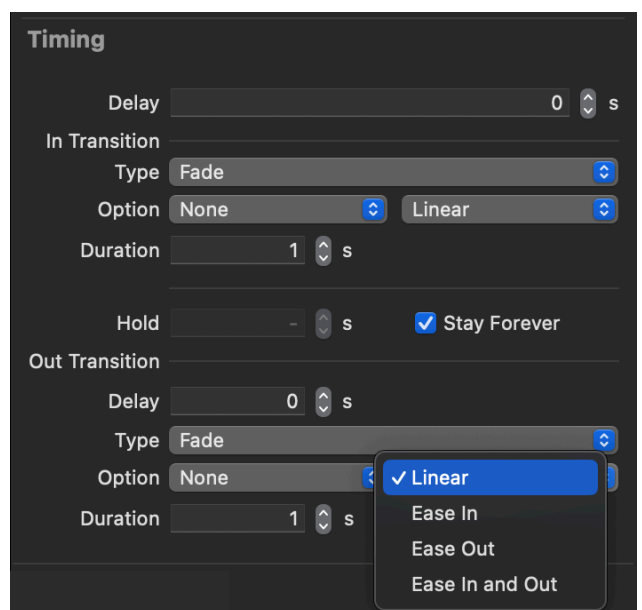 Timing
Delay 0 s
In Transition
Type Fade
Option None Linear
Duration 1 s
Hold - s Stay Forever
Out Transition
Delay 0 s
Type Fade
Option None Linear
Duration 1 s Ease In
Ease Out
Ease In and Out